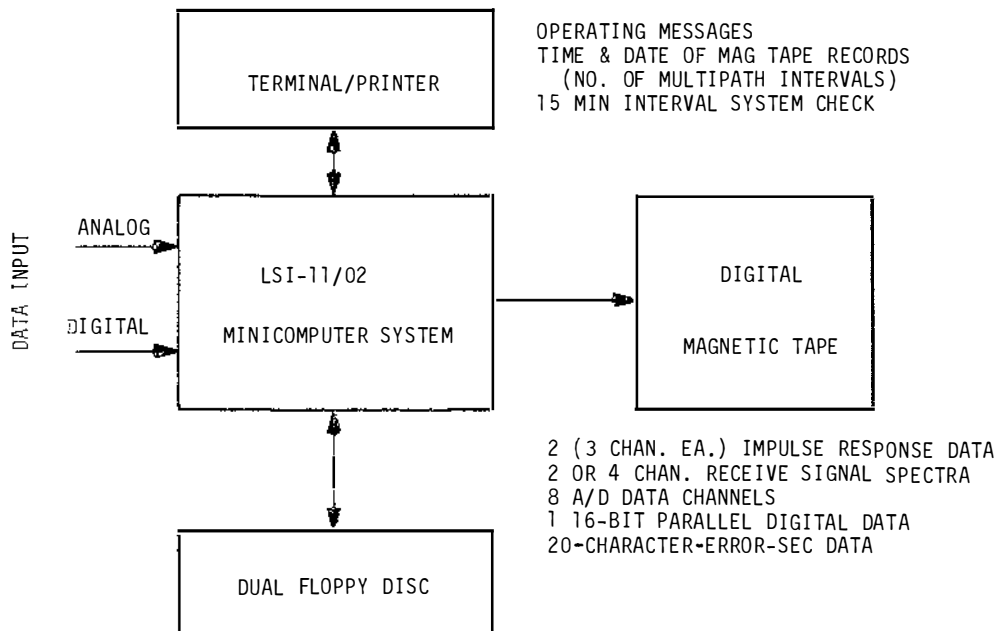 OPERATING MESSAGES
TIME & DATE OF MAG TAPE RECORDS
(NO. OF MULTIPATH INTERVALS)
15 MIN INTERVAL SYSTEM CHECK
TERMINAL/PRINTER
DATA INPUT
ANALOG
DIGITAL
LSI-11/02
MINICOMPUTER SYSTEM
DIGITAL
MAGNETIC TAPE
2 (3 CHAN. EA.) IMPULSE RESPONSE DATA
2 OR 4 CHAN. RECEIVE SIGNAL SPECTRA
8 A/D DATA CHANNELS
1 16-BIT PARALLEL DIGITAL DATA
20-CHARACTER-ERROR-SEC DATA
DUAL FLOPPY DISC